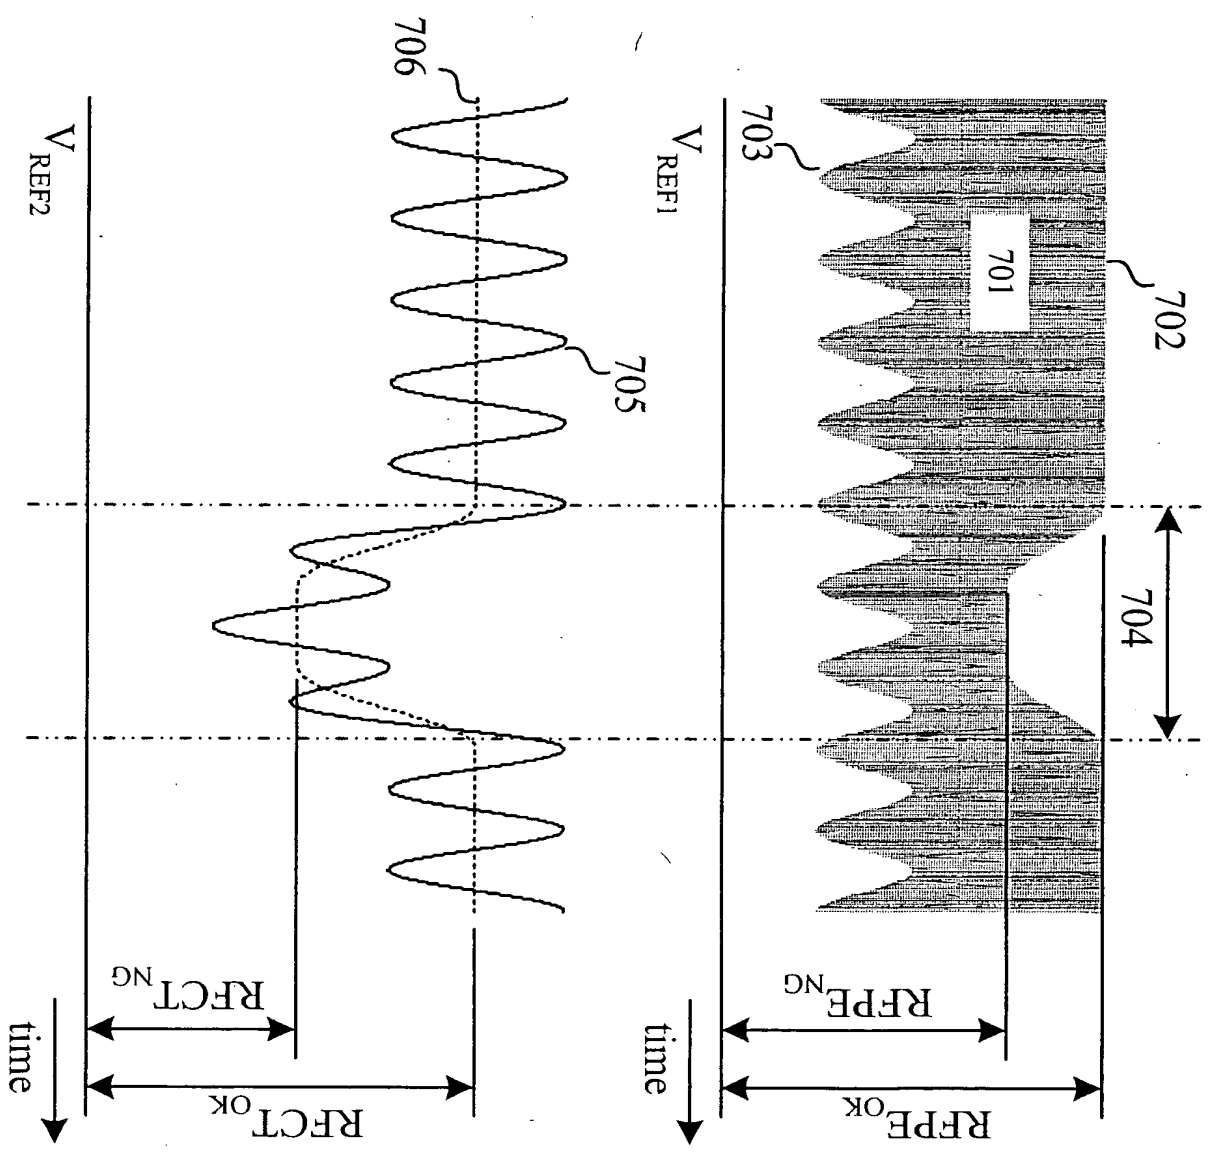 702
701
703
704
V REF1
time
RFPE NG
RFPE OK
705
706
V REF2
time
RFCT NG
RFCT OK